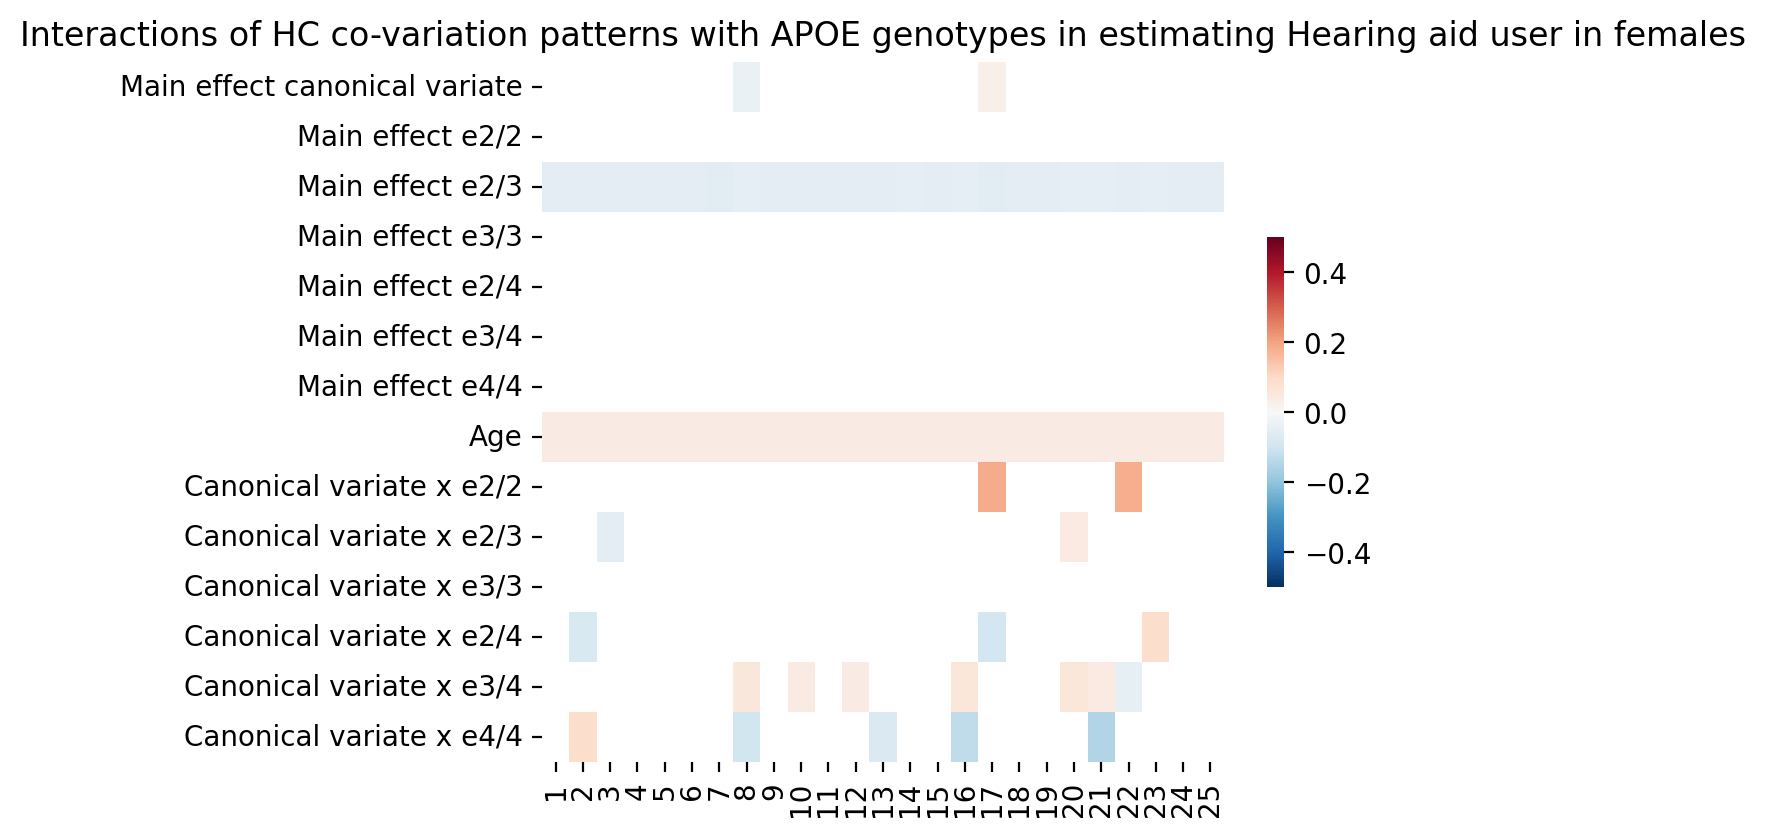 Interactions of HC co-variation patterns with APOE genotypes in estimating Hearing aid user in females
Main effect canonical variate
Main effect e2/2
Main effect e2/3
Main effect e3/3
Main effect e2/4
Main effect e3/4
Main effect e4/4
Age
Canonical variate x e2/2
Canonical variate x e2/3
Canonical variate x e3/3
Canonical variate x e2/4
Canonical variate x e3/4
Canonical variate x e4/4
1 2 3 4 5 6 7 8 9 10 11 12 13 14 15 16 17 18 19 20 21 22 23 24 25
0.4
0.2
0.0
−0.2
−0.4